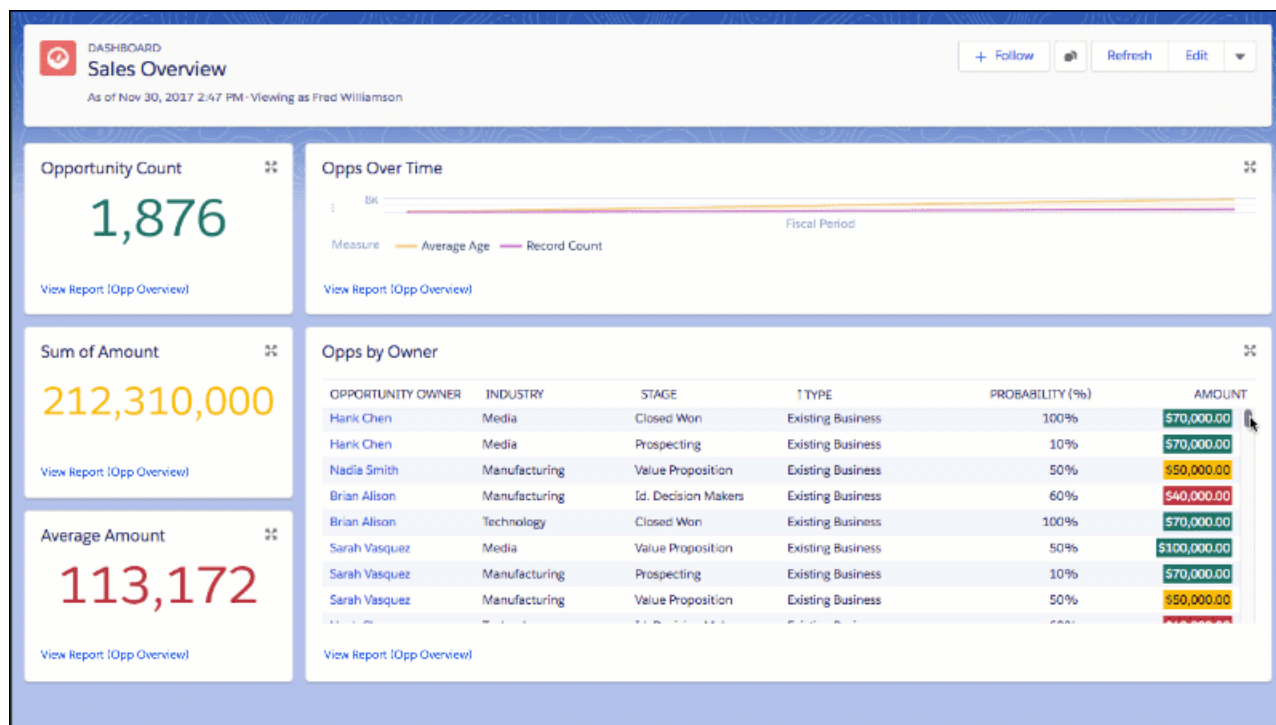 DASHBOARD
Sales Overview
As of Nov 30, 2017 2:47 PM·Viewing as Fred Williamson
+ Follow
Refresh
Edit
Opportunity Count
1,876
View Report (Opp Overview)
Opps Over Time
8K
Fiscal Period
Measure Average Age Record Count
View Report (Opp Overview)
Sum of Amount
212,310,000
View Report (Opp Overview)
Average Amount
113,172
View Report (Opp Overview)
Opps by Owner
OPPORTUNITY OWNER INDUSTRY STAGE ↑TYPE PROBABILITY (%) AMOUNT
Hank Chen Media Closed Won Existing Business 100% $70,000.00
Hank Chen Media Prospecting Existing Business 10% $70,000.00
Nadia Smith Manufacturing Value Proposition Existing Business 50% $50,000.00
Brian Alison Manufacturing Id. Decision Makers Existing Business 60% $40,000.00
Brian Alison Technology Closed Won Existing Business 100% $70,000.00
Sarah Vasquez Media Value Proposition Existing Business 50% $100,000.00
Sarah Vasquez Manufacturing Prospecting Existing Business 10% $70,000.00
Sarah Vasquez Manufacturing Value Proposition Existing Business 50% $50,000.00
View Report (Opp Overview)